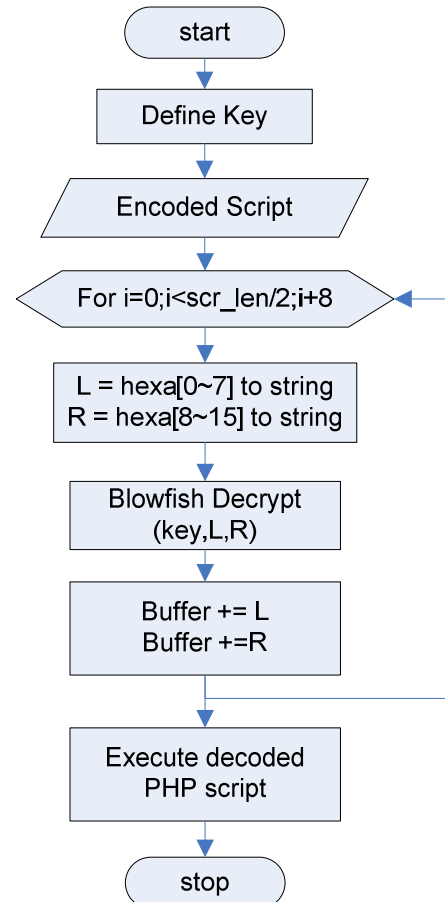 start
Define Key
Encoded Script
For i=0;i<scr_len/2;i+8
L = hexa[0~7] to string
R = hexa[8~15] to string
Blowfish Decrypt
(key,L,R)
Buffer += L
Buffer +=R
Execute decoded
PHP script
stop